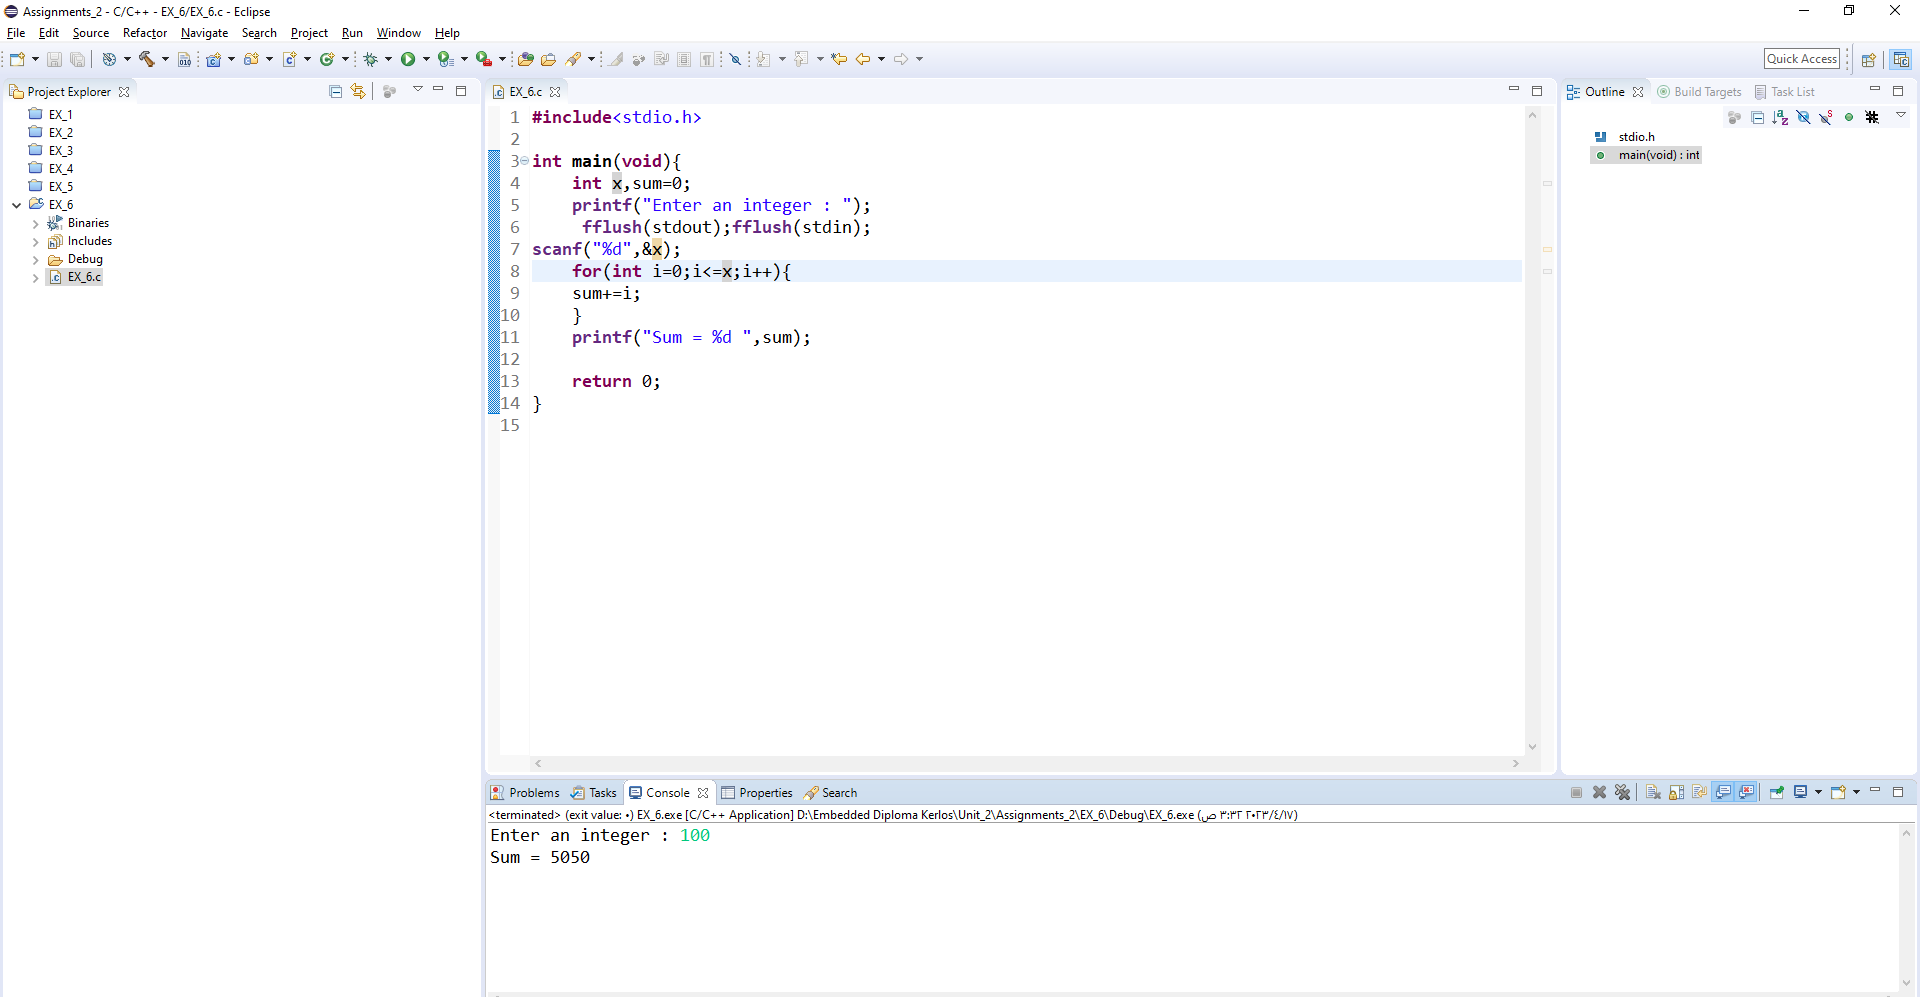 Assignments_2 - C/C++ - EX_6/EX_6.c - Eclipse
File Edit Source Refactor Navigate Search Project Run Window Help
Quick Access
Project Explorer
EX_1
EX_2
EX_3
EX_4
EX_5
EX_6
Binaries
Includes
Debug
EX_6.c
EX_6.c
1 #include<stdio.h>
2
3 int main(void){
4 int x,sum=0;
5 printf("Enter an integer : ");
6 fflush(stdout);fflush(stdin);
7 scanf("%d",&x);
8 for(int i=0;i<=x;i++){
9 sum+=i;
10 }
11 printf("Sum = %d ",sum);
12
13 return 0;
14 }
15
Outline Build Targets Task List
stdio.h
main(void) : int
Problems Tasks Console Properties Search
<terminated> (exit value: ٠) EX_6.exe [C/C++ Application] D:\Embedded Diploma Kerlos\Unit_2\Assignments_2\EX_6\Debug\EX_6.exe (٢٠٢٣/٤/١٧ ٣:٣٢ ص)
Enter an integer : 100
Sum = 5050